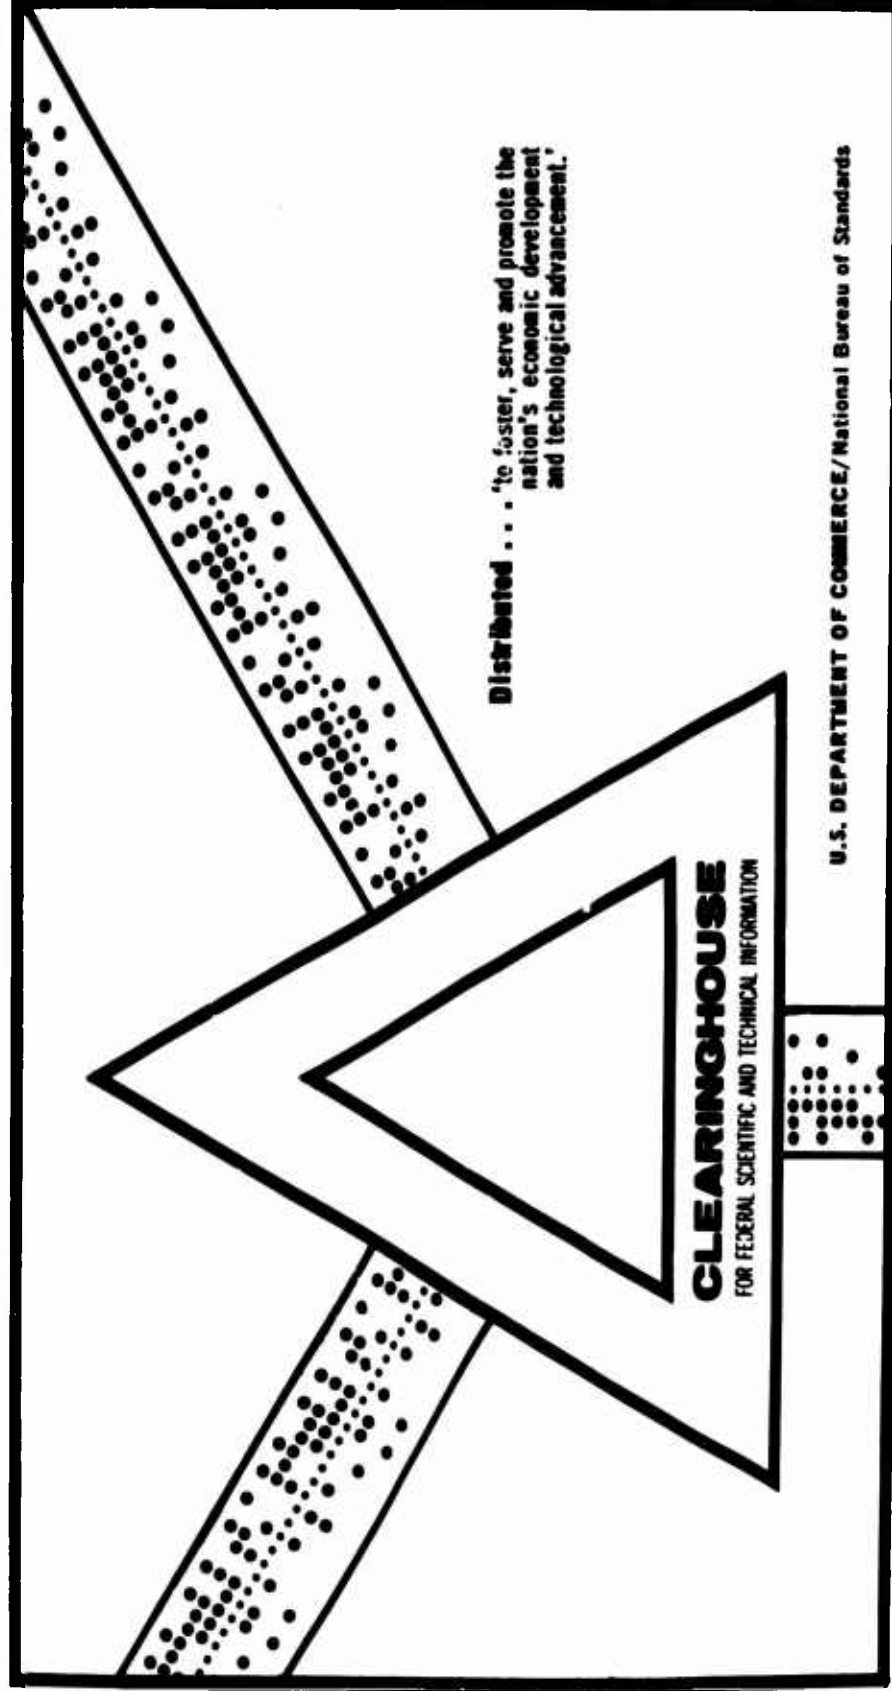 Distributed . . . "to foster, serve and promote the
nation's economic development
and technological advancement.'
CLEARINGHOUSE
FOR FEDERAL SCIENTIFIC AND TECHNICAL INFORMATION
U.S. DEPARTMENT OF COMMERCE/National Bureau of Standards